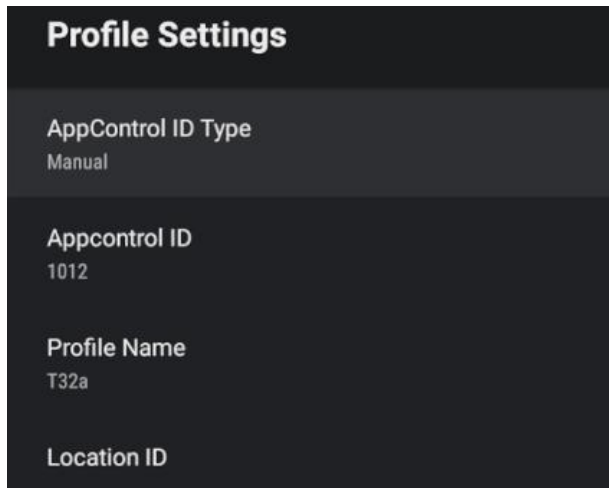 Profile Settings
AppControl ID Type
Manual
Appcontrol ID
1012
Profile Name
T32a
Location ID